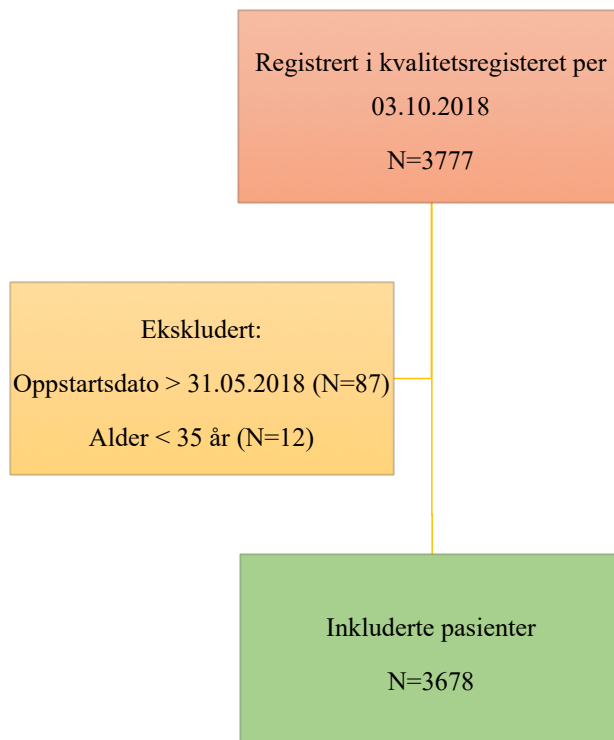 Registrert i kvalitetsregisteret per
03.10.2018
N=3777
Ekskludert:
Oppstartsdato > 31.05.2018 (N=87)
Alder < 35 år (N=12)
Inkluderte pasienter
N=3678